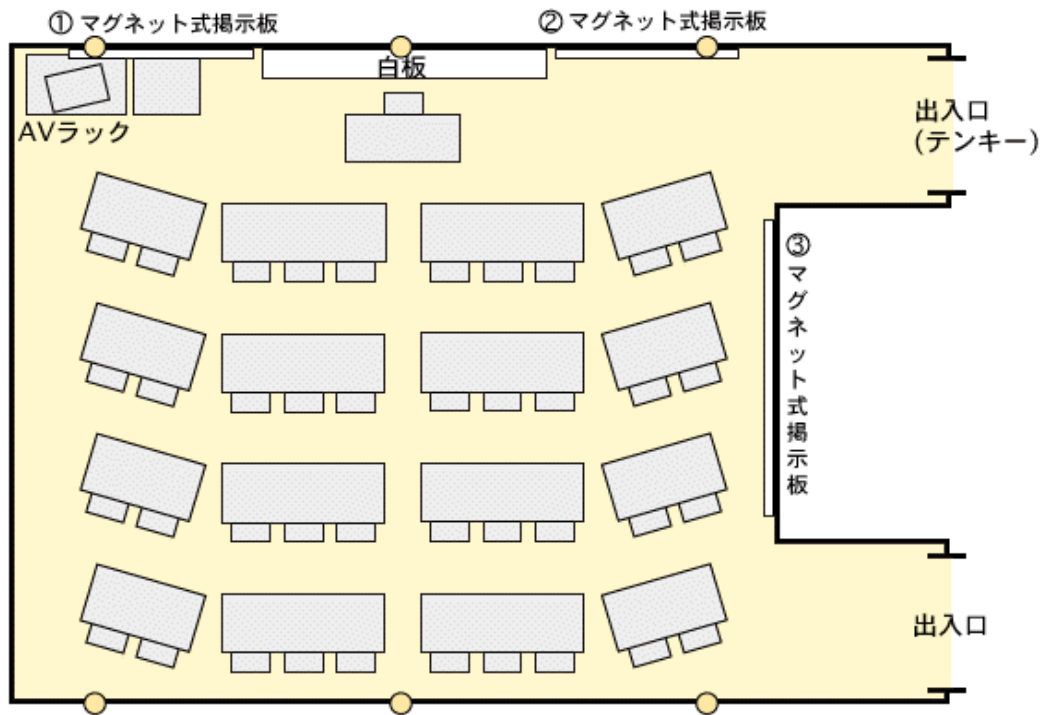 ① マグネット式掲示板
② マグネット式掲示板
白板
AVラック
出入口
(テンキー)
③マグネット式掲示板
出入口